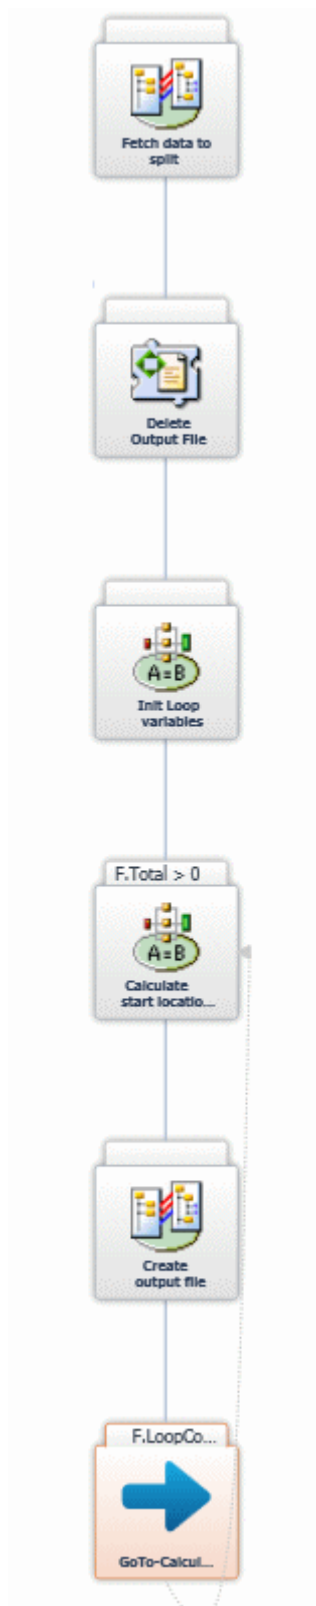 Fetch data to
split
Delete
Output File
Init Loop
variables
F.Total > 0
A=B
Calculate
start locatio...
Create
output file
F.LoopCo...
GoTo-Calcul...